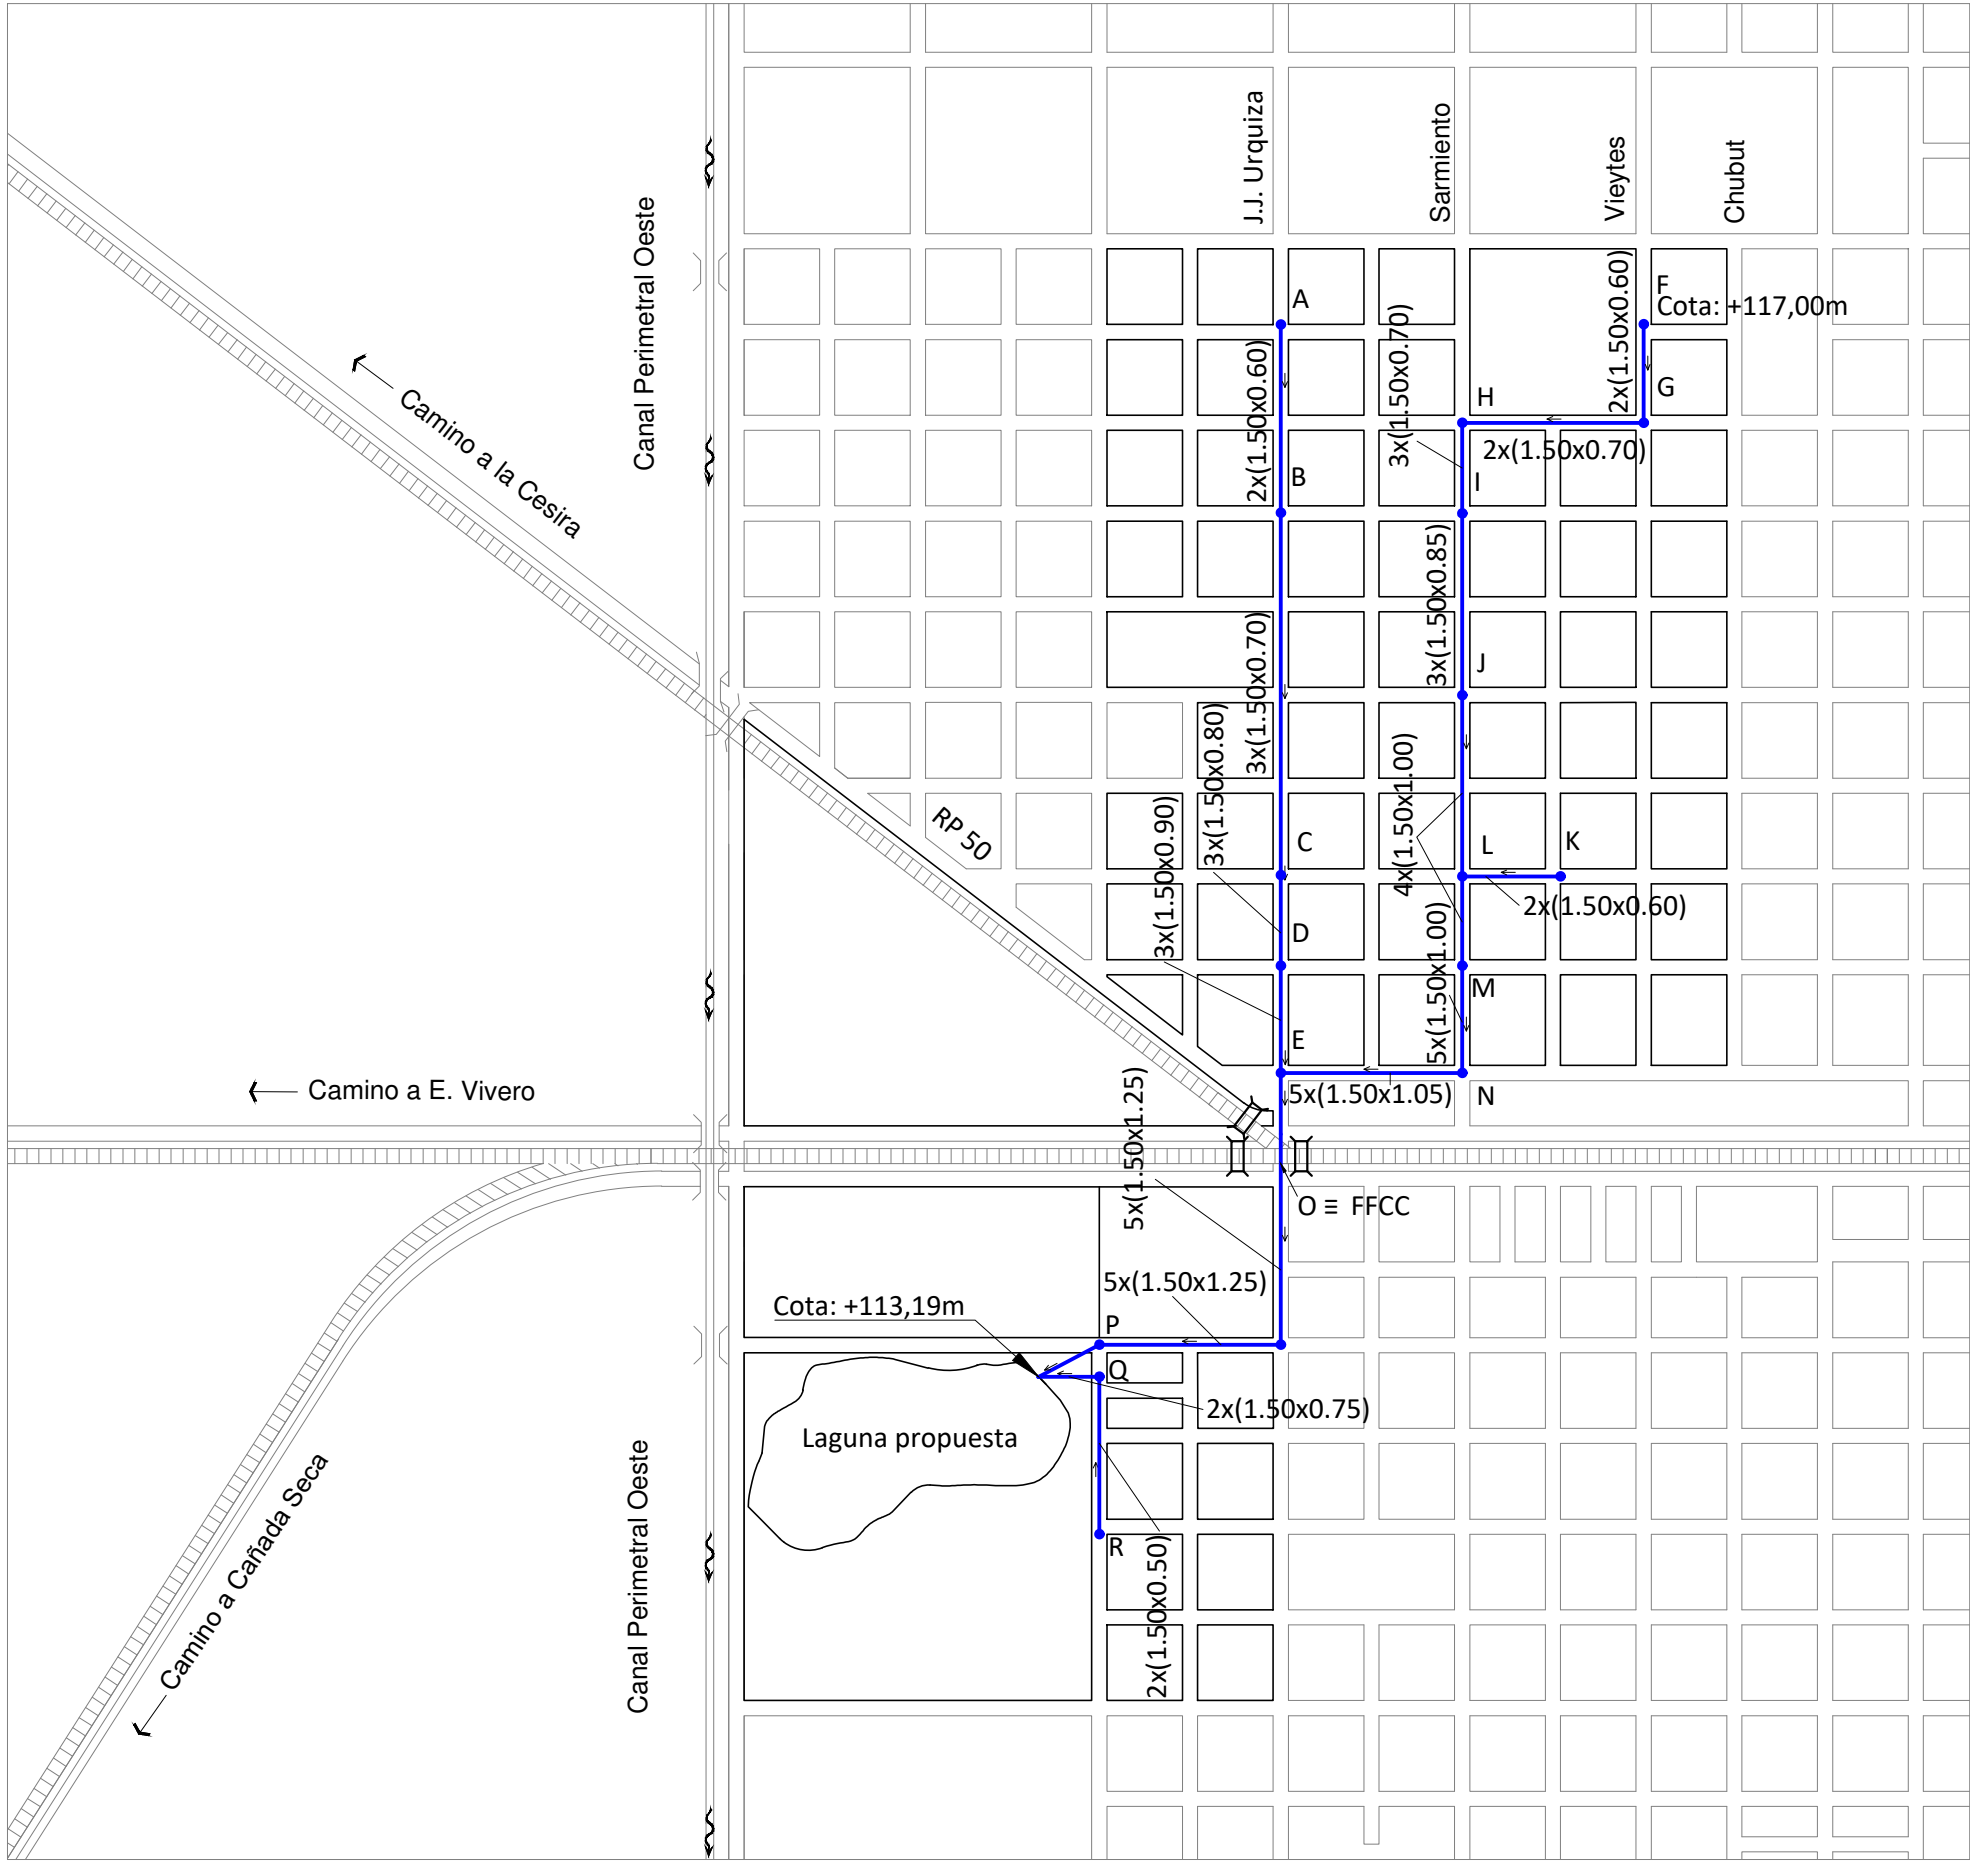 J.J. Urquiza
Sarmiento
Vieytes
Chubut
Canal Perimetral Oeste
Camino a la Cesira
A
2x(1.50x0.60)
B
3x(1.50x0.70)
2x(1.50x0.60)
F
Cota: +117,00m
G
H
2x(1.50x0.70)
I
3x(1.50x0.85)
J
3x(1.50x0.70)
3x(1.50x0.80)
3x(1.50x0.90)
4x(1.50x1.00)
RP 50
C
L
K
2x(1.50x0.60)
D
5x(1.50x1.00)
M
E
Camino a E. Vivero
5x(1.50x1.05)
N
5x(1.50x1.25)
O ≡ FFCC
5x(1.50x1.25)
Cota: +113,19m
P
Q
2x(1.50x0.75)
Laguna propuesta
R
2x(1.50x0.50)
Camino a Cañada Seca
Canal Perimetral Oeste